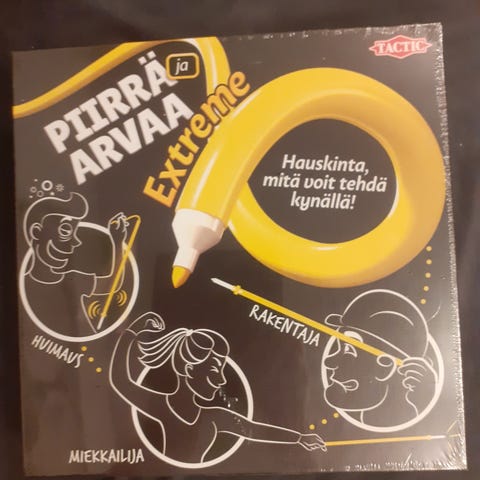 TACTIC
PIIRRÄ ja
ARVAA
Extreme
Hauskinta,
mitä voit tehdä
kynällä!
HUIMAUS
RAKENTAJA
MIEKKAILIJA